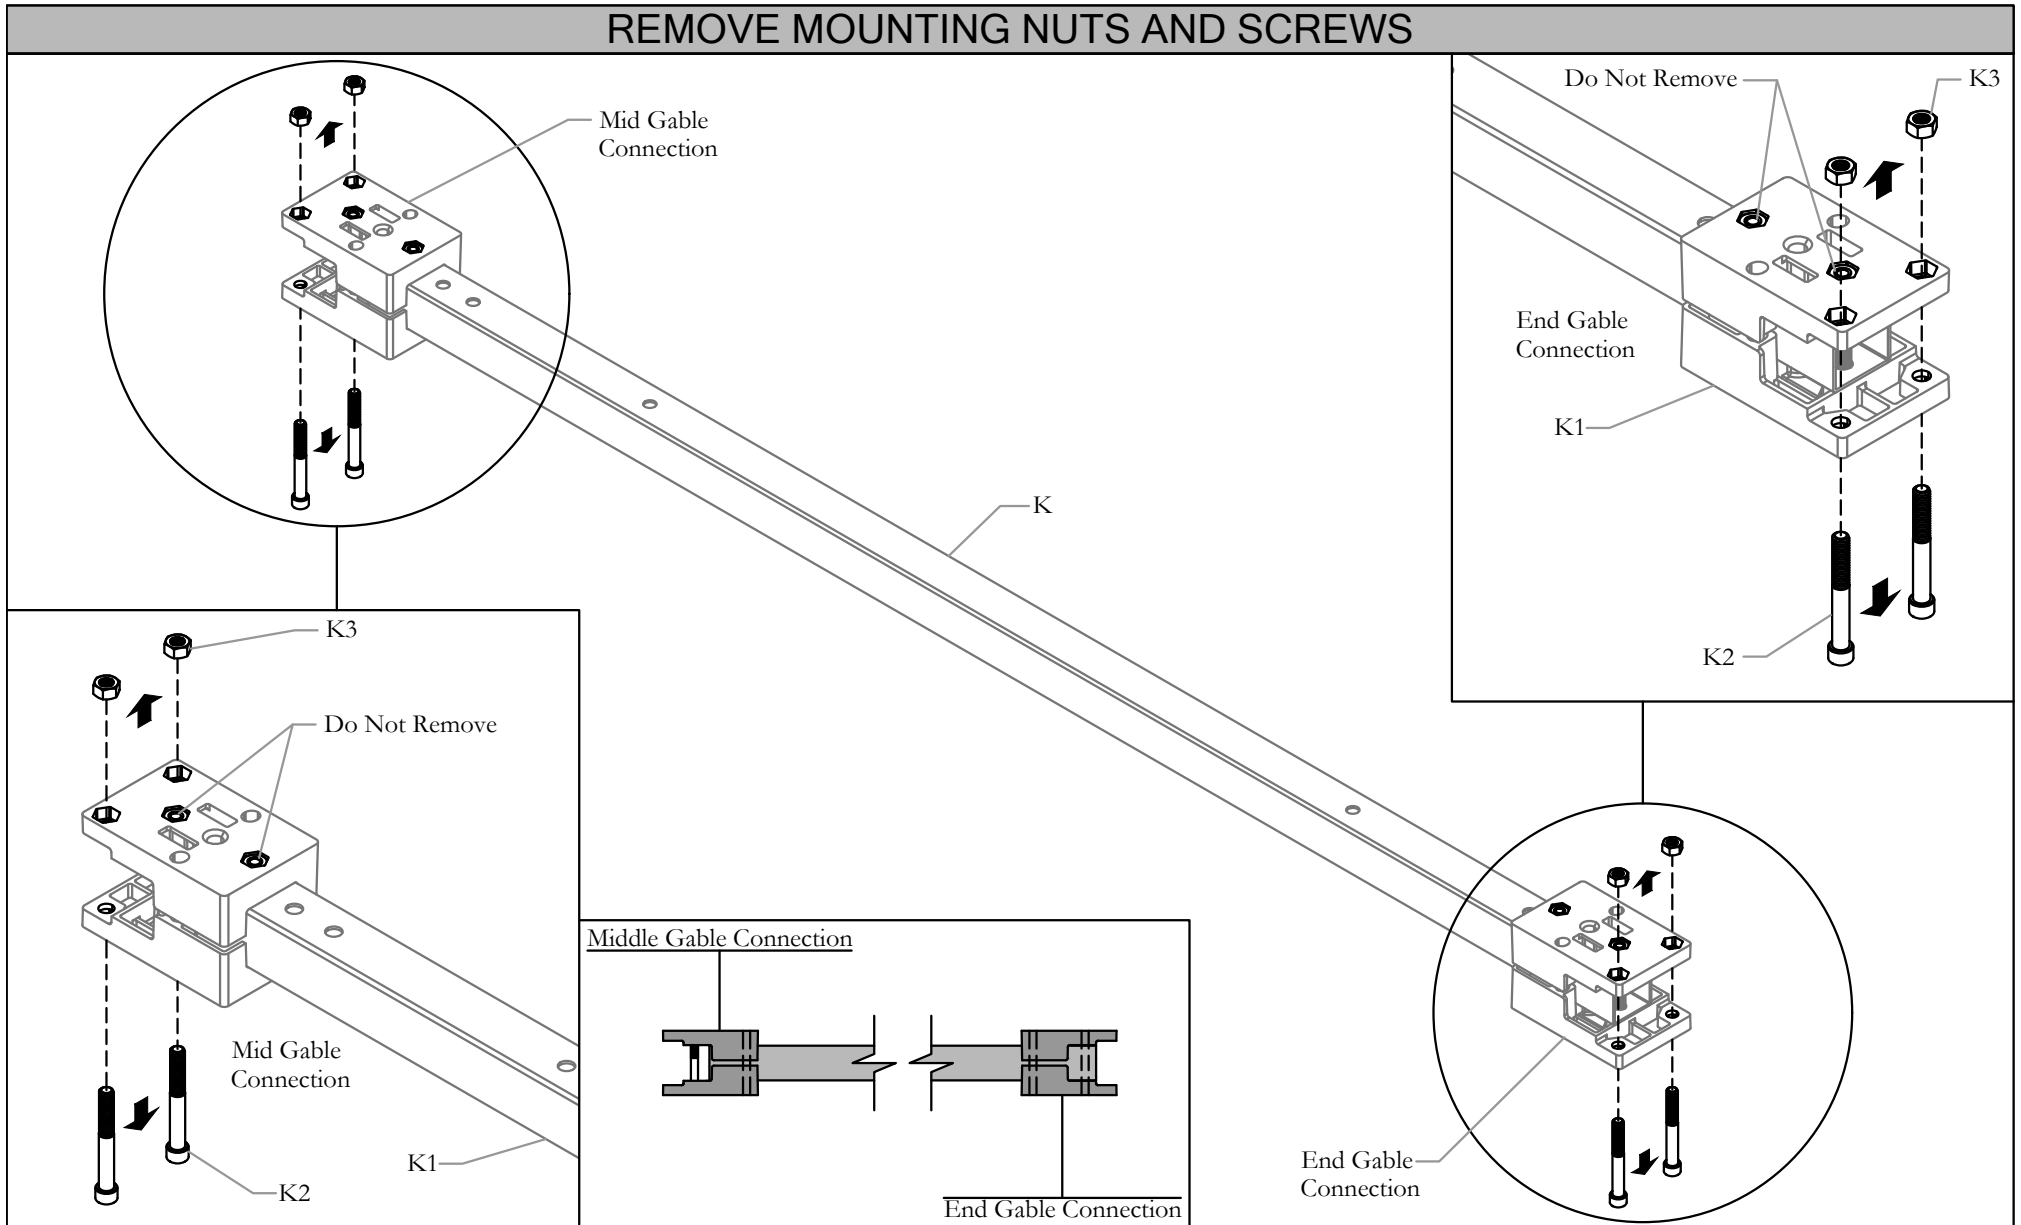 REMOVE MOUNTING NUTS AND SCREWS
Mid Gable
Connection
Do Not Remove
K3
End Gable
Connection
K1
K2
K
K3
Do Not Remove
Mid Gable
Connection
K1
K2
Middle Gable Connection
End Gable Connection
End Gable
Connection